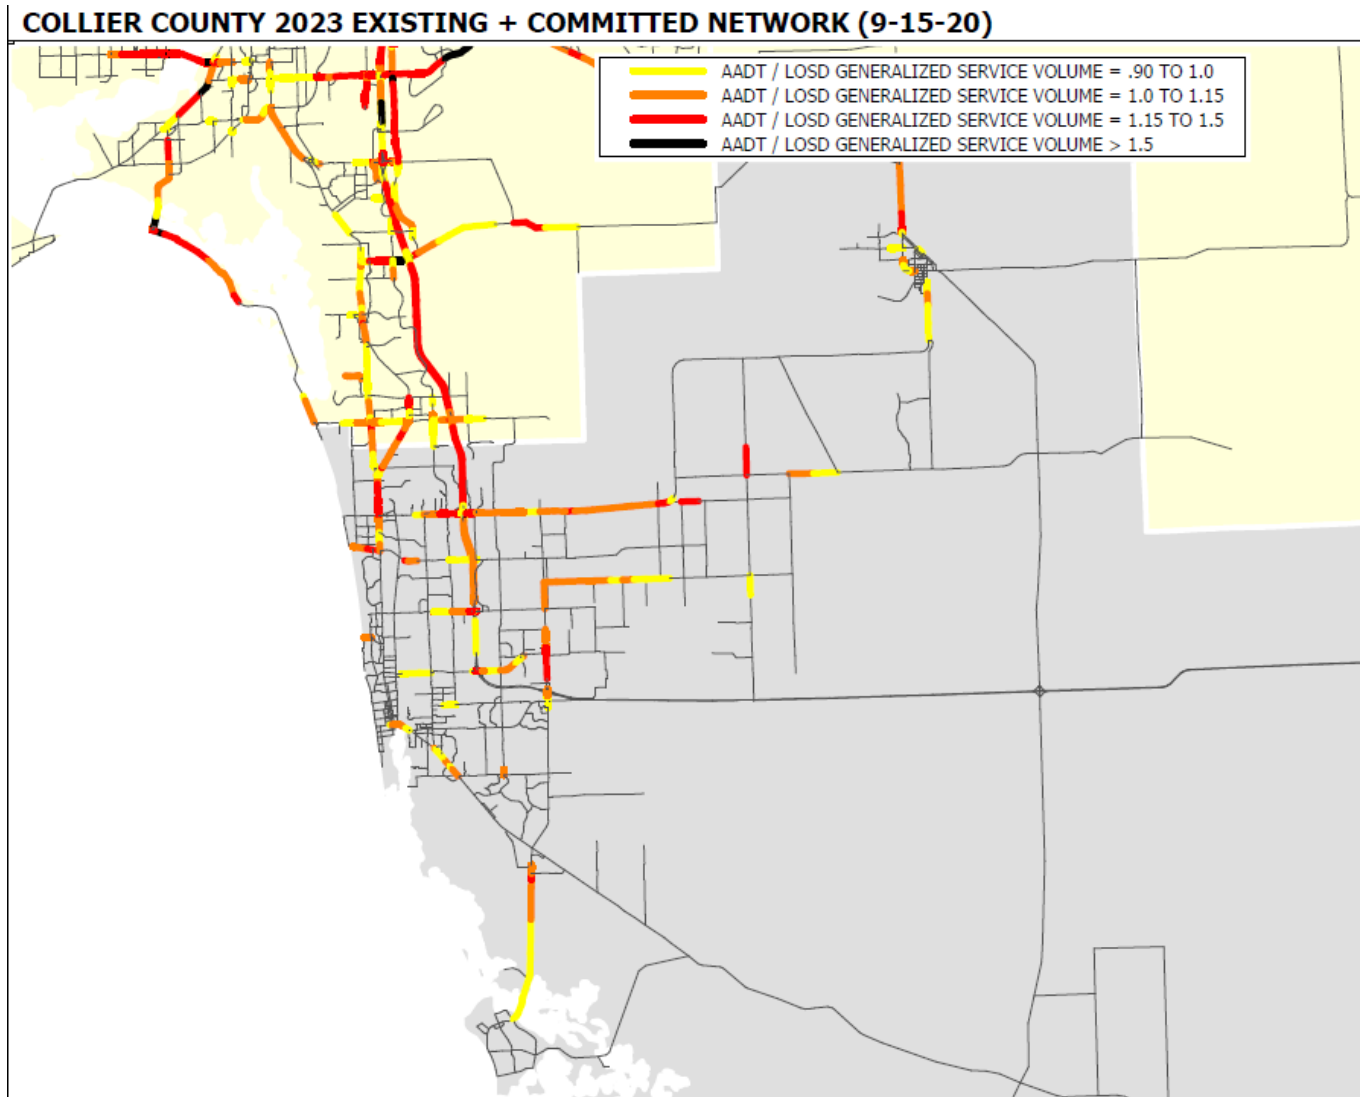 COLLIER COUNTY 2023 EXISTING + COMMITTED NETWORK (9-15-20)
AADT / LOSD GENERALIZED SERVICE VOLUME = .90 TO 1.0
AADT / LOSD GENERALIZED SERVICE VOLUME = 1.0 TO 1.15
AADT / LOSD GENERALIZED SERVICE VOLUME = 1.15 TO 1.5
AADT / LOSD GENERALIZED SERVICE VOLUME > 1.5